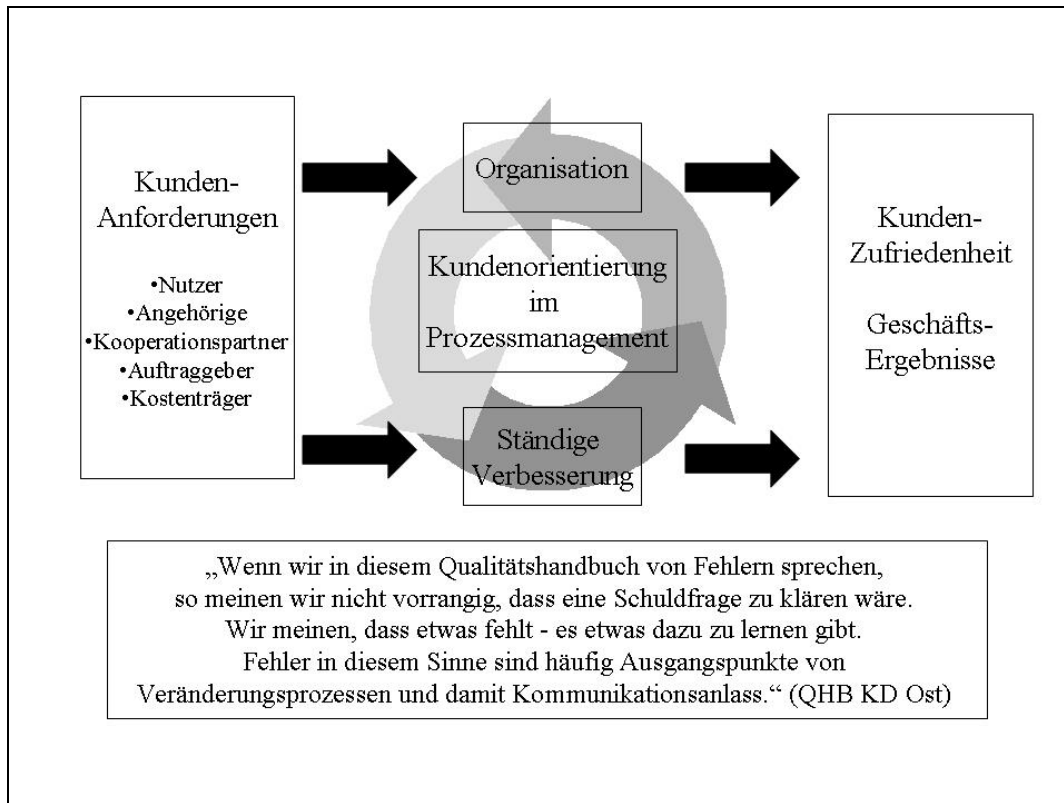 Kunden-
Anforderungen
•Nutzer
•Angehörige
•Kooperationspartner
•Auftraggeber
•Kostenträger
Organisation
Kundenorientierung
im
Prozessmanagement
Ständige
Verbesserung
Kunden-
Zufriedenheit
Geschäfts-
Ergebnisse
„Wenn wir in diesem Qualitätshandbuch von Fehlern sprechen,
so meinen wir nicht vorrangig, dass eine Schuldfrage zu klären wäre.
Wir meinen, dass etwas fehlt - es etwas dazu zu lernen gibt.
Fehler in diesem Sinne sind häufig Ausgangspunkte von
Veränderungsprozessen und damit Kommunikationsanlass.“ (QHB KD Ost)